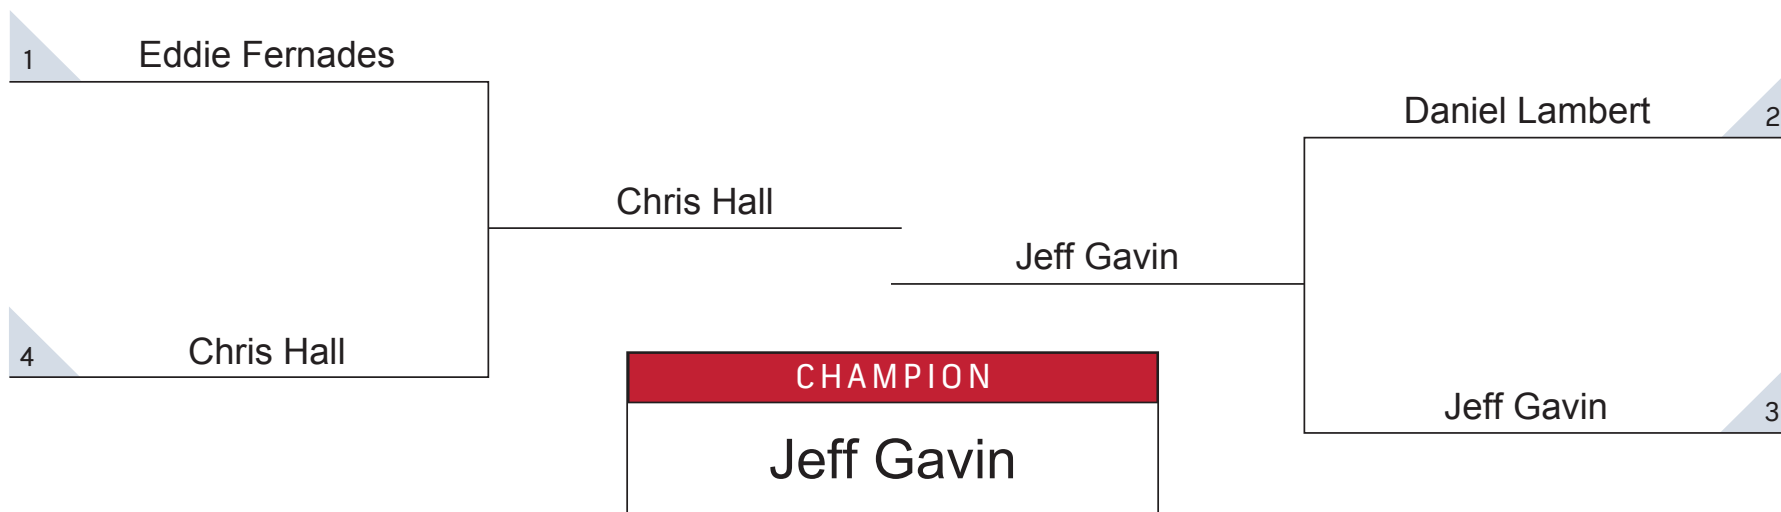 1
Eddie Fernades
Daniel Lambert
2
Chris Hall
Jeff Gavin
4
Chris Hall
CHAMPION
Jeff Gavin
3
Jeff Gavin